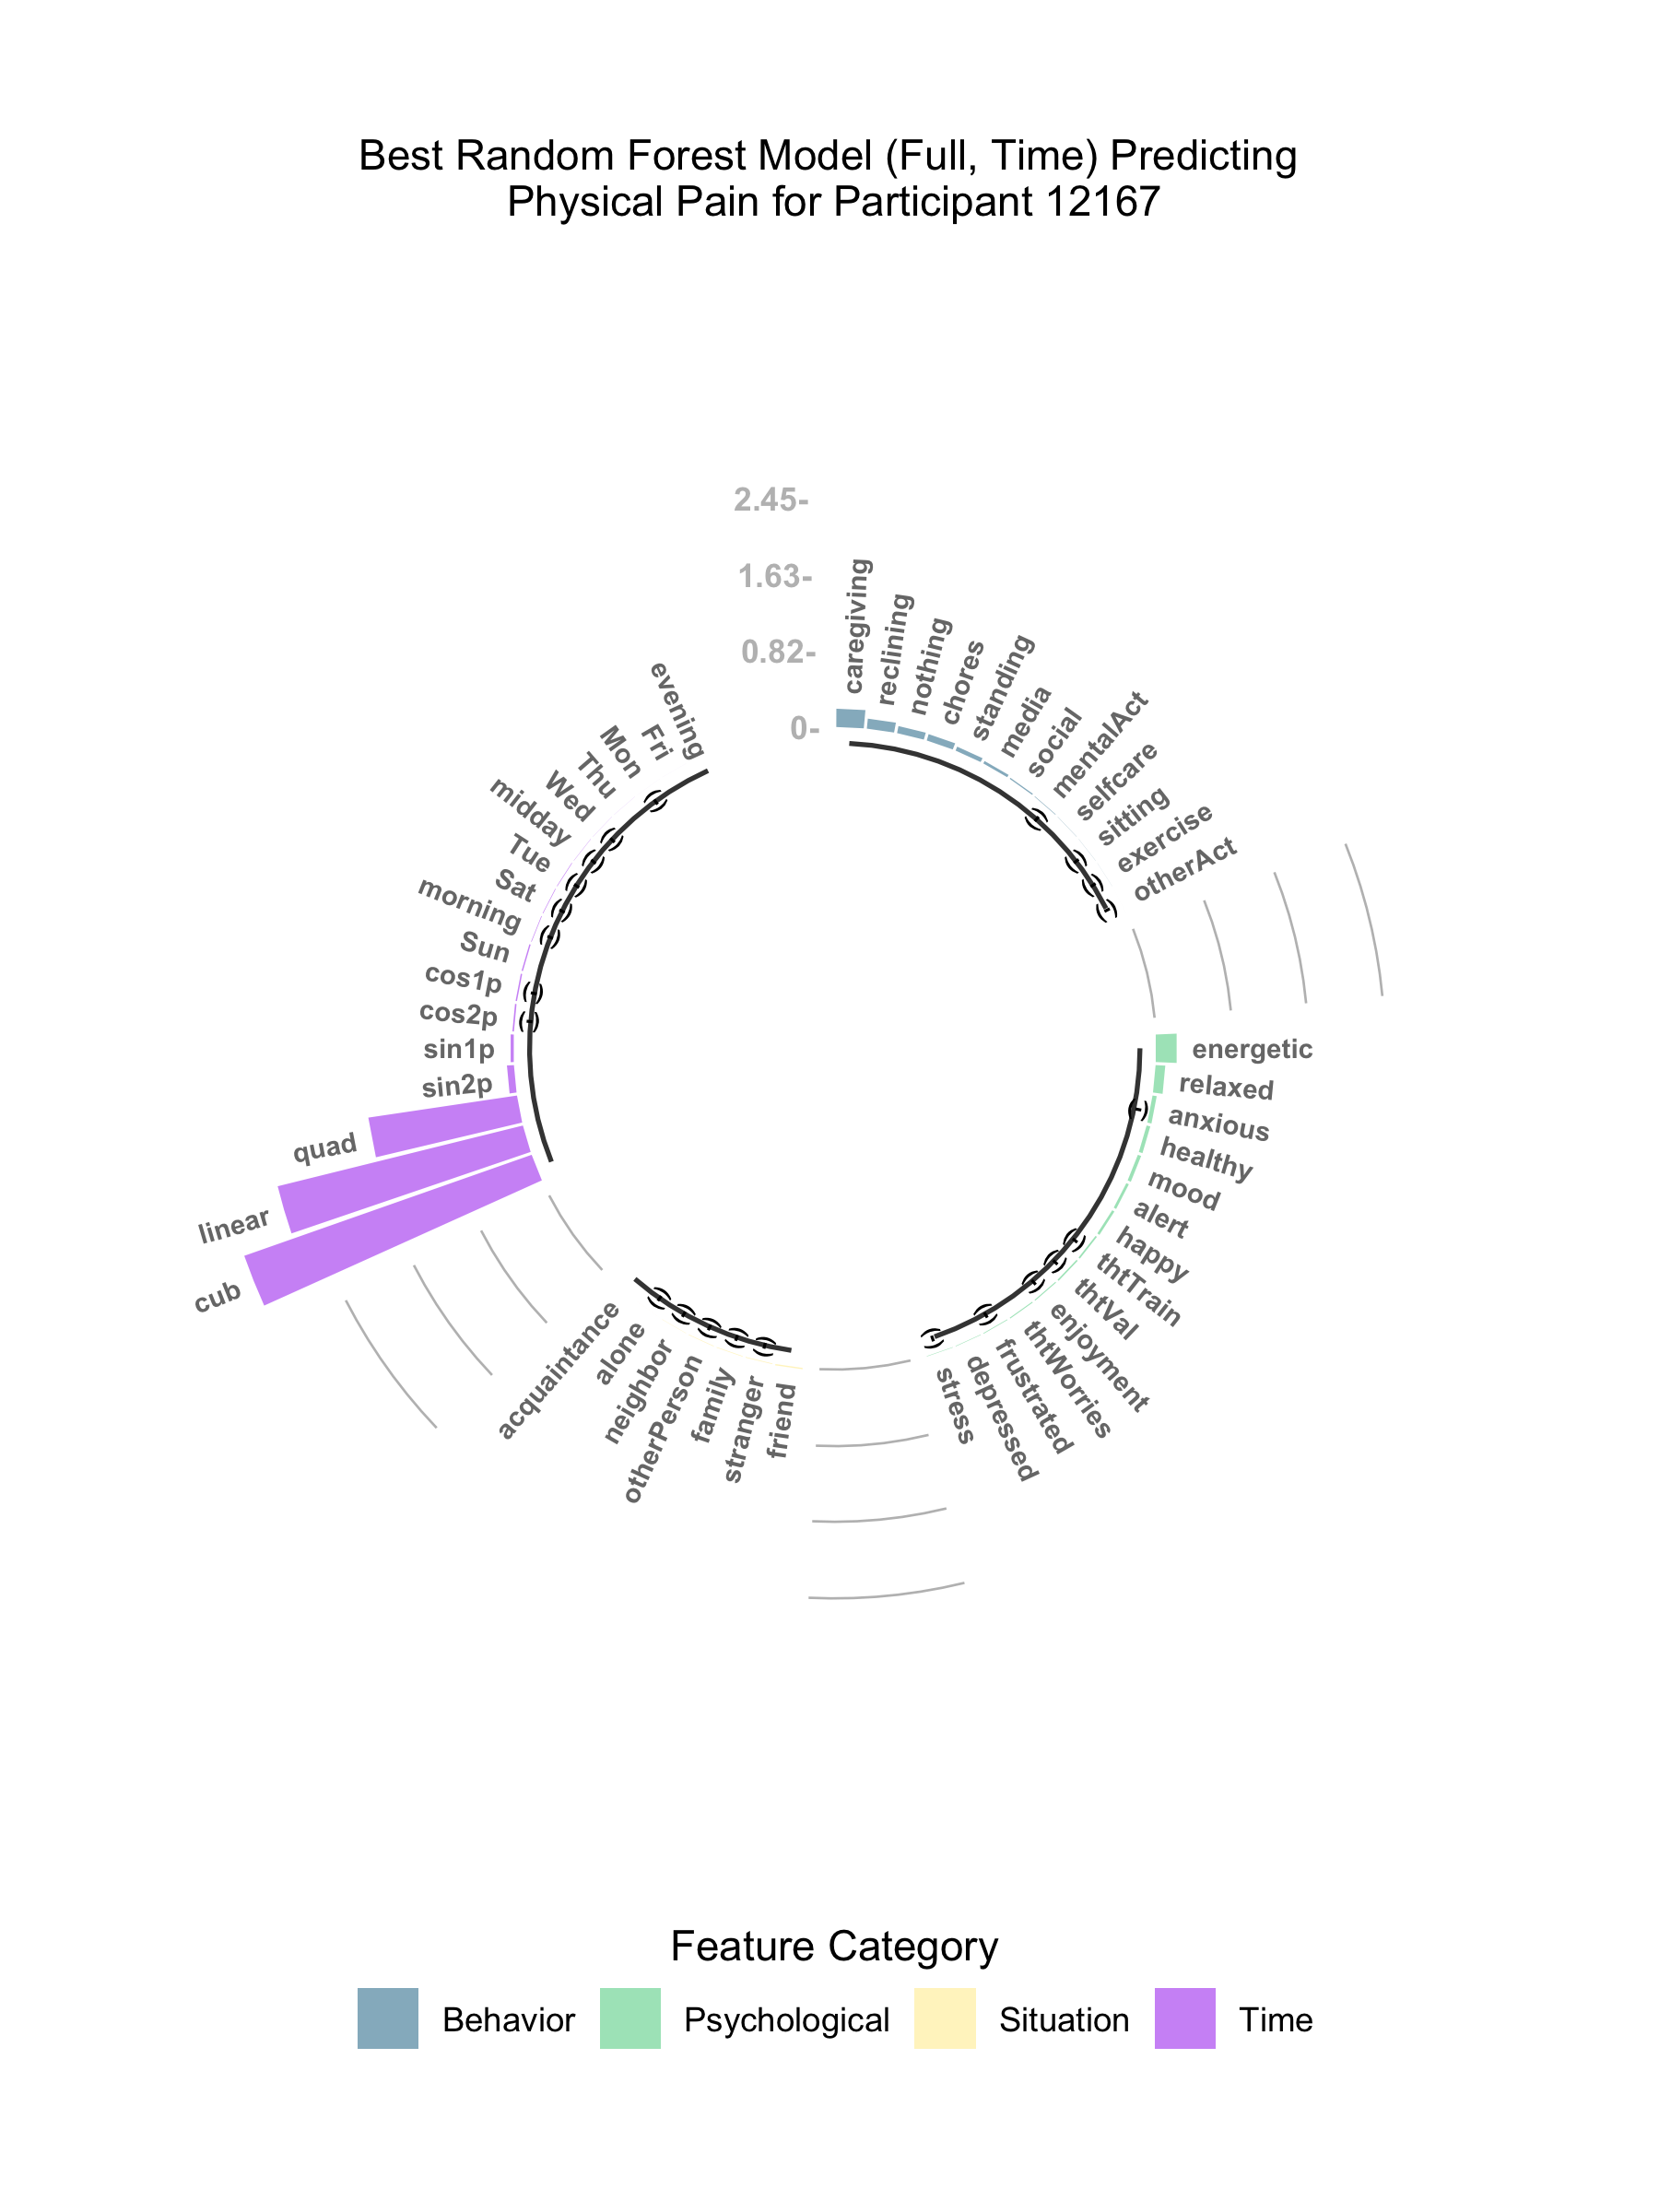 Best Random Forest Model (Full, Time) Predicting
Physical Pain for Participant 12167
2.45-
1.63-
0.82-
0-
caregiving
reclining
nothing
chores
standing
media
social
mentalAct
selfcare
sitting
exercise
otherAct
energetic
relaxed
anxious
healthy
mood
alert
happy
thtTrain
thtVal
enjoyment
thtWorries
frustrated
depressed
stress
friend
stranger
family
otherPerson
neighbor
alone
acquaintance
cub
linear
quad
sin2p
sin1p
cos2p
cos1p
Sun
morning
Sat
Tue
midday
Wed
Thu
Mon
Fri
evening
Feature Category
Behavior Psychological Situation Time